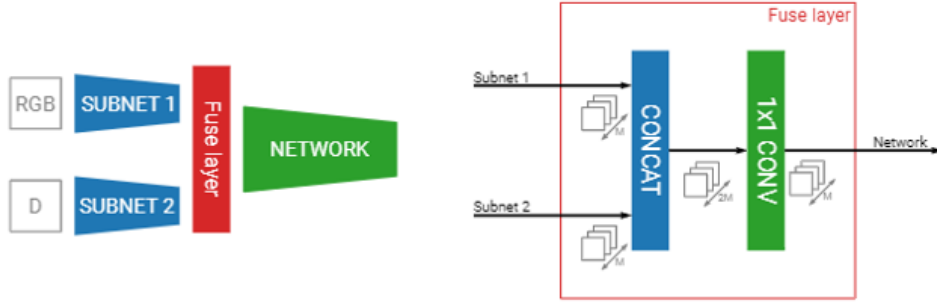 RGB
SUBNET 1
D
SUBNET 2
Fuse layer
NETWORK
Fuse layer
Subnet 1
M
CONCAT
2M
1x1 CONV
M
Network
Subnet 2
M